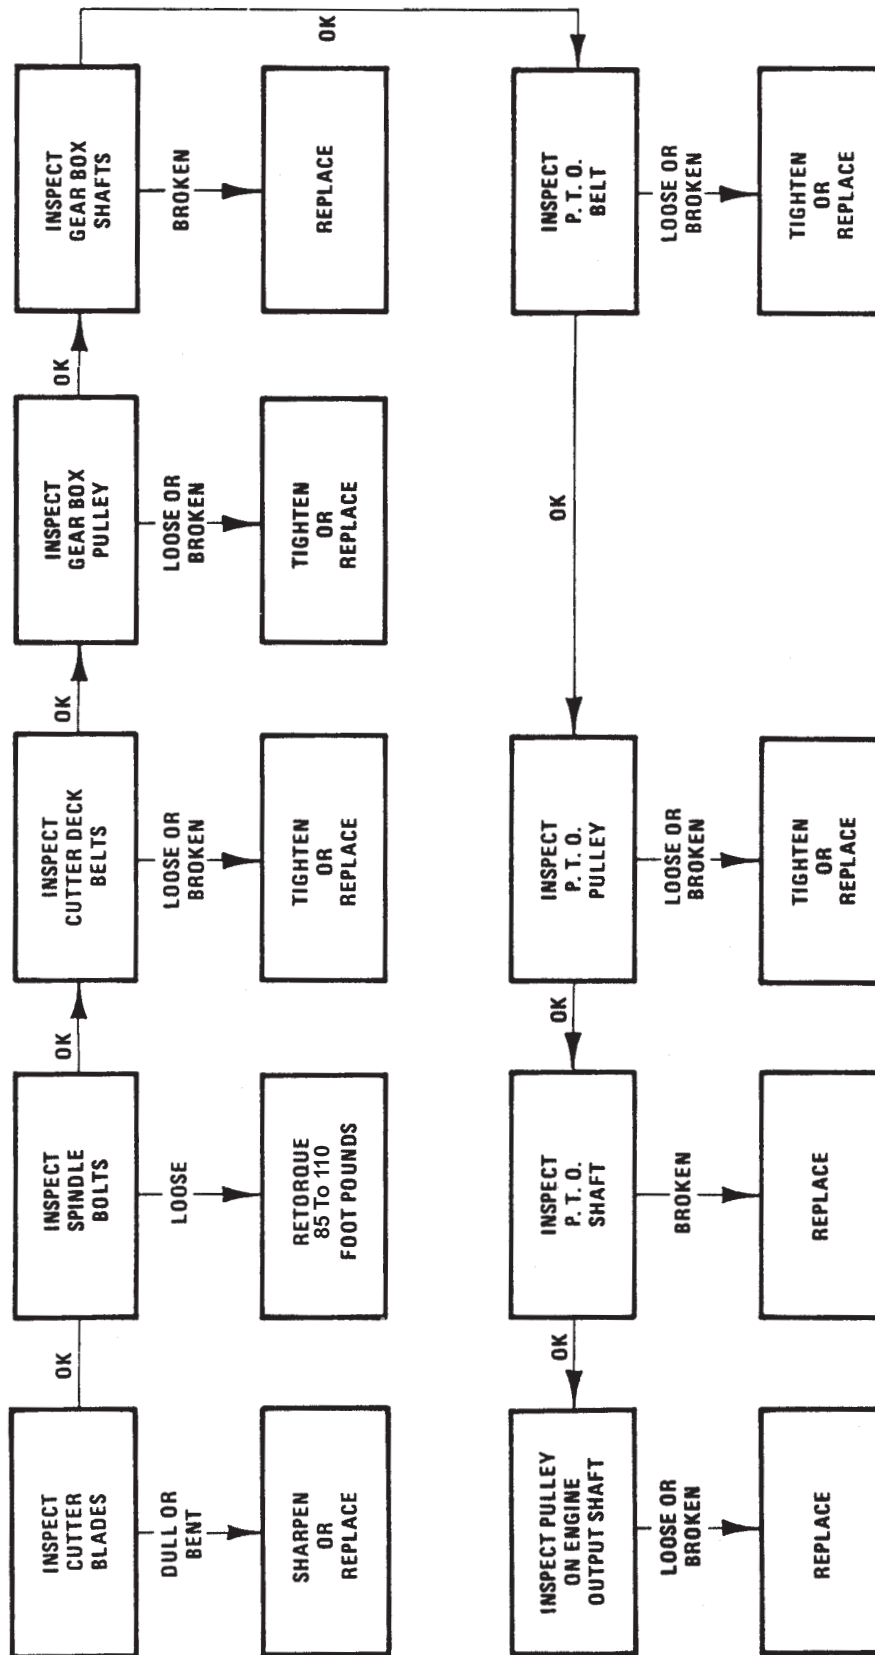 INSPECT
CUTTER
BLADES
OK
DULL OR
BENT
SHARPEN
OR
REPLACE
INSPECT
SPINDLE
BOLTS
OK
LOOSE
RETORQUE
85 To 110
FOOT POUNDS
INSPECT
CUTTER DECK
BELTS
OK
LOOSE OR
BROKEN
TIGHTEN
OR
REPLACE
INSPECT
GEAR BOX
PULLEY
OK
LOOSE OR
BROKEN
TIGHTEN
OR
REPLACE
INSPECT
GEAR BOX
SHAFTS
OK
BROKEN
REPLACE
INSPECT
P. T. O.
BELT
OK
LOOSE OR
BROKEN
TIGHTEN
OR
REPLACE
INSPECT
P. T. O.
PULLEY
OK
LOOSE OR
BROKEN
TIGHTEN
OR
REPLACE
INSPECT
P. T. O.
SHAFT
OK
BROKEN
REPLACE
INSPECT PULLEY
ON ENGINE
OUTPUT SHAFT
LOOSE OR
BROKEN
REPLACE